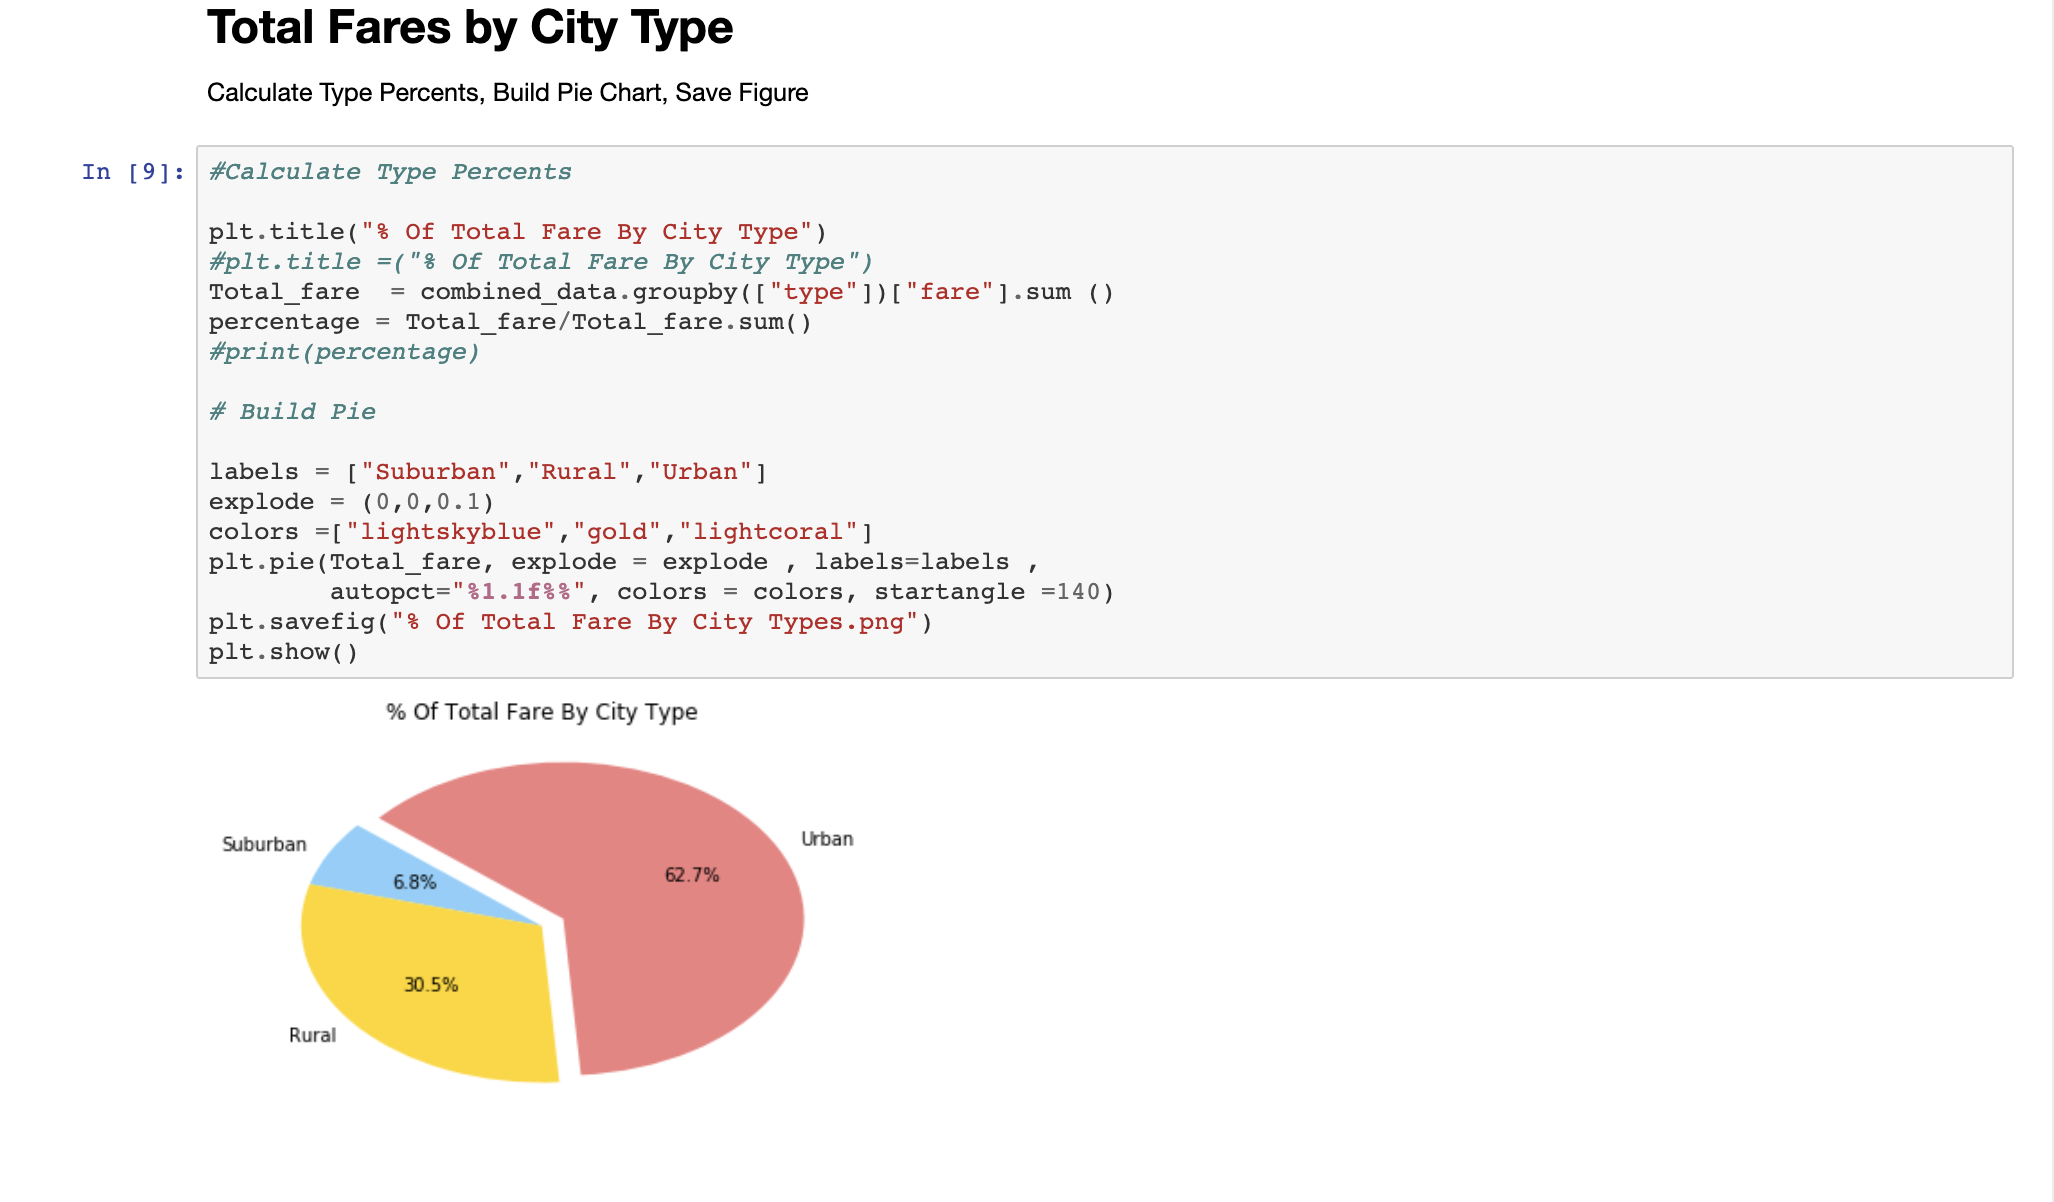 Total Fares by City Type
Calculate Type Percents, Build Pie Chart, Save Figure
In [9]:
#Calculate Type Percents
plt.title("% Of Total Fare By City Type")
#plt.title =("% Of Total Fare By City Type")
Total_fare  = combined_data.groupby(["type"])["fare"].sum ()
percentage = Total_fare/Total_fare.sum()
#print(percentage)
# Build Pie
labels = ["Suburban","Rural","Urban"]
explode = (0,0,0.1)
colors =["lightskyblue","gold","lightcoral"]
plt.pie(Total_fare, explode = explode , labels=labels ,
        autopct="%1.1f%%", colors = colors, startangle =140)
plt.savefig("% Of Total Fare By City Types.png")
plt.show()
% Of Total Fare By City Type
Urban
Suburban
62.7%
6.8%
30.5%
Rural